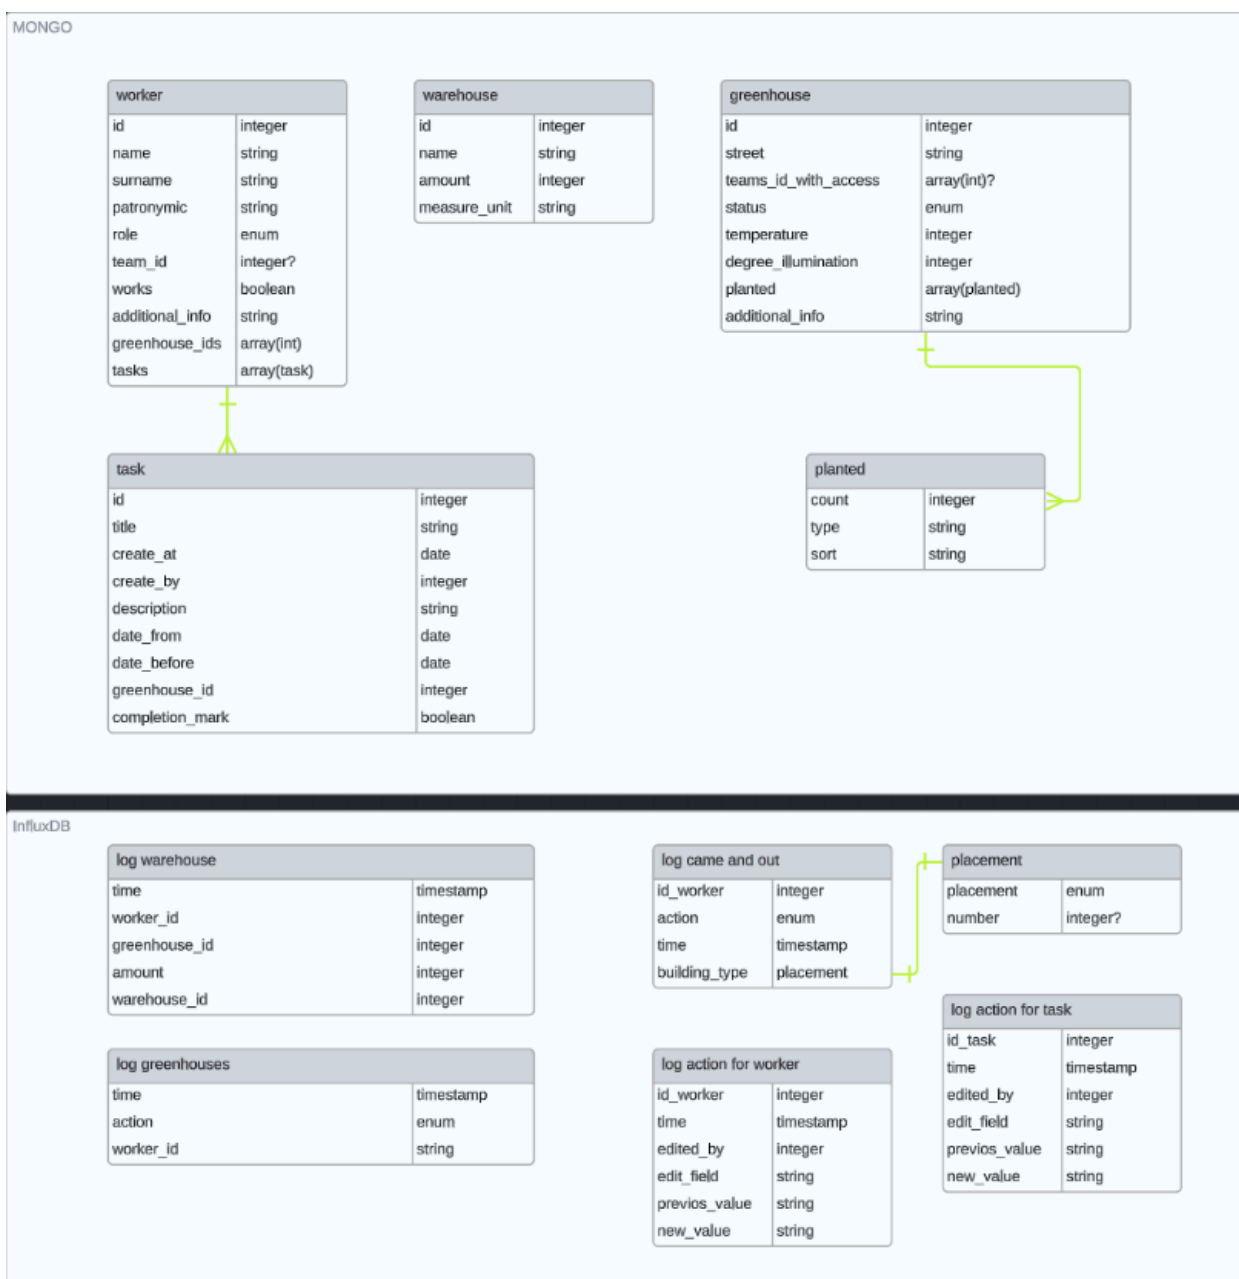 MONGO
worker
id integer
name string
surname string
patronymic string
role enum
team_id integer?
works boolean
additional_info string
greenhouse_ids array(int)
tasks array(task)
warehouse
id integer
name string
amount integer
measure_unit string
greenhouse
id integer
street string
teams_id_with_access array(int)?
status enum
temperature integer
degree_illumination integer
planted array(planted)
additional_info string
task
id integer
title string
create_at date
create_by integer
description string
date_from date
date_before date
greenhouse_id integer
completion_mark boolean
planted
count integer
type string
sort string
InfluxDB
log warehouse
time timestamp
worker_id integer
greenhouse_id integer
amount integer
warehouse_id integer
log came and out
id_worker integer
action enum
time timestamp
building_type placement
placement
placement enum
number integer?
log greenhouses
time timestamp
action enum
worker_id string
log action for worker
id_worker integer
time timestamp
edited_by integer
edit_field string
previos_value string
new_value string
log action for task
id_task integer
time timestamp
edited_by integer
edit_field string
previos_value string
new_value string